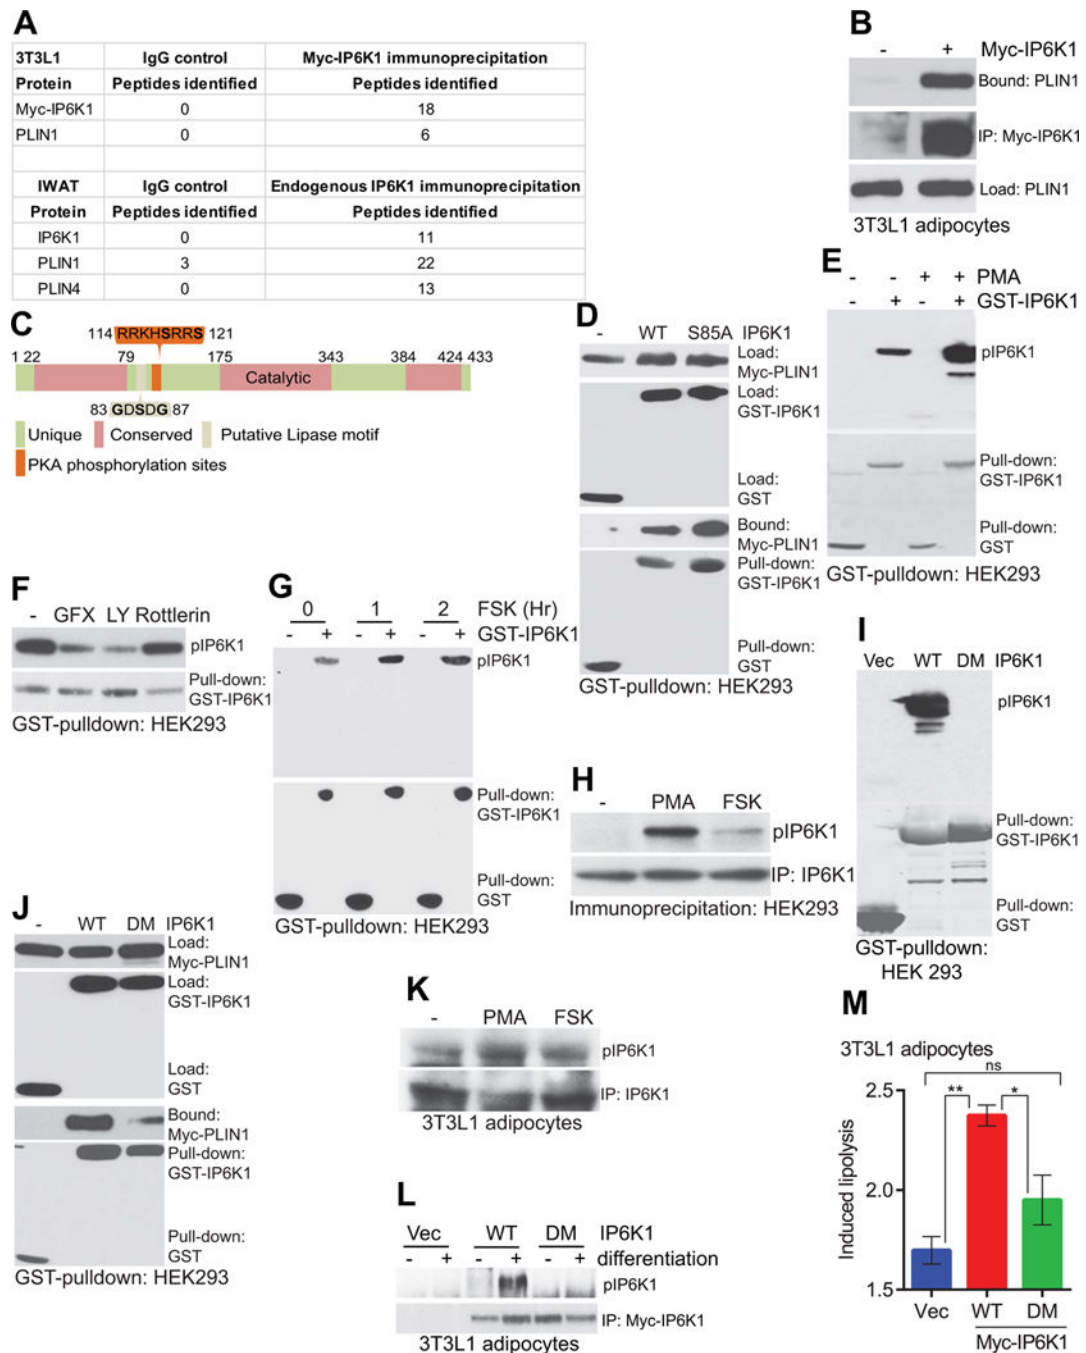 A
3T3L1 IgG control Myc-IP6K1 immunoprecipitation
Protein Peptides identified Peptides identified
Myc-IP6K1 0 18
PLIN1 0 6
IWAT IgG control Endogenous IP6K1 immunoprecipitation
Protein Peptides identified Peptides identified
IP6K1 0 11
PLIN1 3 22
PLIN4 0 13
B
- + Myc-IP6K1
Bound: PLIN1
IP: Myc-IP6K1
Load: PLIN1
3T3L1 adipocytes
C
114 RRKHSRRS 121
1 22 79 175 343 384 424 433
Catalytic
83 GDSDG 87
Unique Conserved Putative Lipase motif
PKA phosphorylation sites
D
- WT S85A IP6K1
Load:
Myc-PLIN1
Load:
GST-IP6K1
Load:
GST
Bound:
Myc-PLIN1
Pull-down:
GST-IP6K1
Pull-down:
GST
GST-pulldown: HEK293
E
- - + + PMA
- + - + GST-IP6K1
pIP6K1
Pull-down:
GST-IP6K1
Pull-down:
GST
GST-pulldown: HEK293
F
- GFX LY Rottlerin
pIP6K1
Pull-down:
GST-IP6K1
GST-pulldown: HEK293
G
0 1 2 FSK (Hr)
- + - + - + GST-IP6K1
pIP6K1
Pull-down:
GST-IP6K1
Pull-down:
GST
GST-pulldown: HEK293
H
- PMA FSK
pIP6K1
IP: IP6K1
Immunoprecipitation: HEK293
I
Vec WT DM IP6K1
pIP6K1
Pull-down:
GST-IP6K1
Pull-down:
GST
GST-pulldown:
HEK 293
J
- WT DM IP6K1
Load:
Myc-PLIN1
Load:
GST-IP6K1
Load:
GST
Bound:
Myc-PLIN1
Pull-down:
GST-IP6K1
Pull-down:
GST
GST-pulldown: HEK293
K
- PMA FSK
pIP6K1
IP: IP6K1
3T3L1 adipocytes
L
Vec WT DM IP6K1
- + - + - + differentiation
pIP6K1
IP: Myc-IP6K1
3T3L1 adipocytes
M
3T3L1 adipocytes
ns
** *
2.5
2.0
1.5
Induced lipolysis
Vec WT DM
Myc-IP6K1